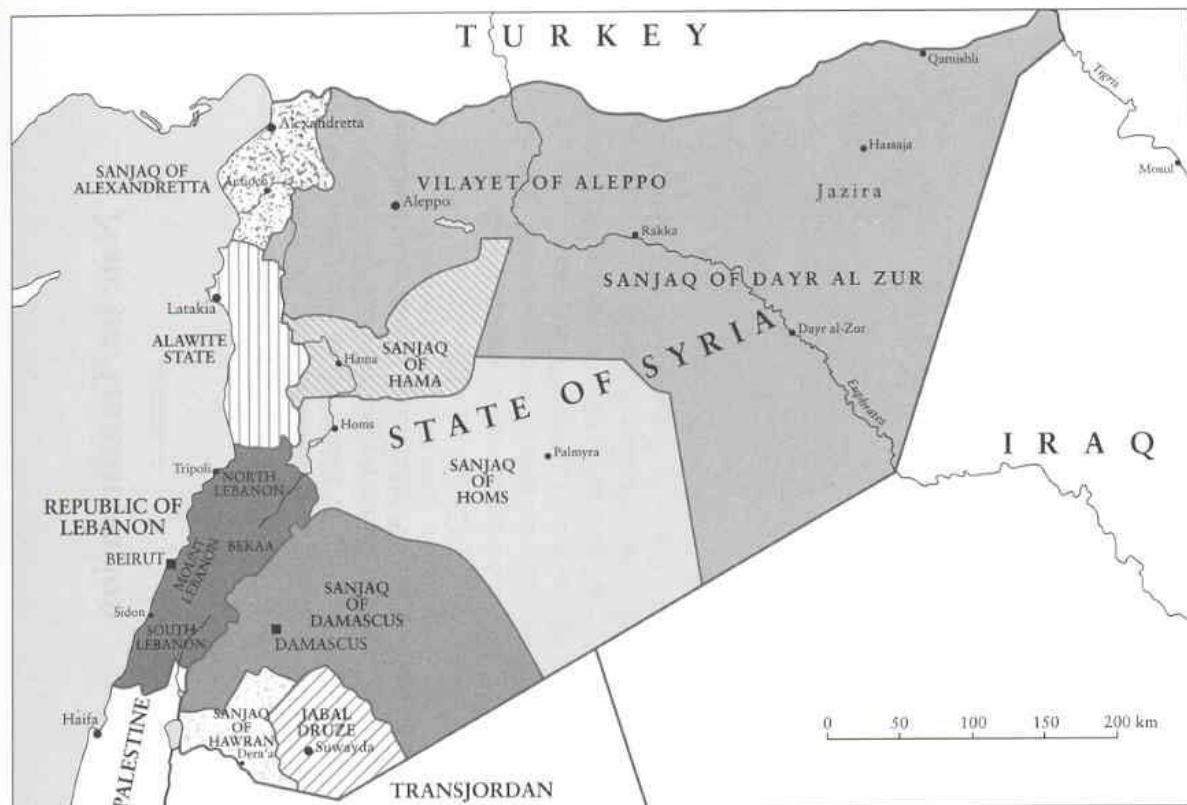 TURKEY
Qamishli
Tigris
Alexandretta
Hassaja
Mosul
SANJAQ OF
ALEXANDRETTA
Antioch
VILAYET OF ALEPPO
Jazira
Aleppo
Rakka
SANJAQ OF DAYR AL ZUR
Latakia
ALAWITE
STATE
Dayr al-Zur
Hama
SANJAQ
OF
HAMA
STATE OF SYRIA
Euphrates
Homs
IRAQ
Palmyra
Tripoli
NORTH
LEBANON
SANJAQ
OF
HOMS
REPUBLIC OF
LEBANON
BEKAA
BEIRUT
MOUNT
LEBANON
SANJAQ
OF
DAMASCUS
Sidon
SOUTH
LEBANON
DAMASCUS
Haifa
PALESTINE
SANJAQ
OF
HAWRAN
Dera'a
JABAL
DRUZE
Suwayda
0 50 100 150 200 km
TRANSJORDAN